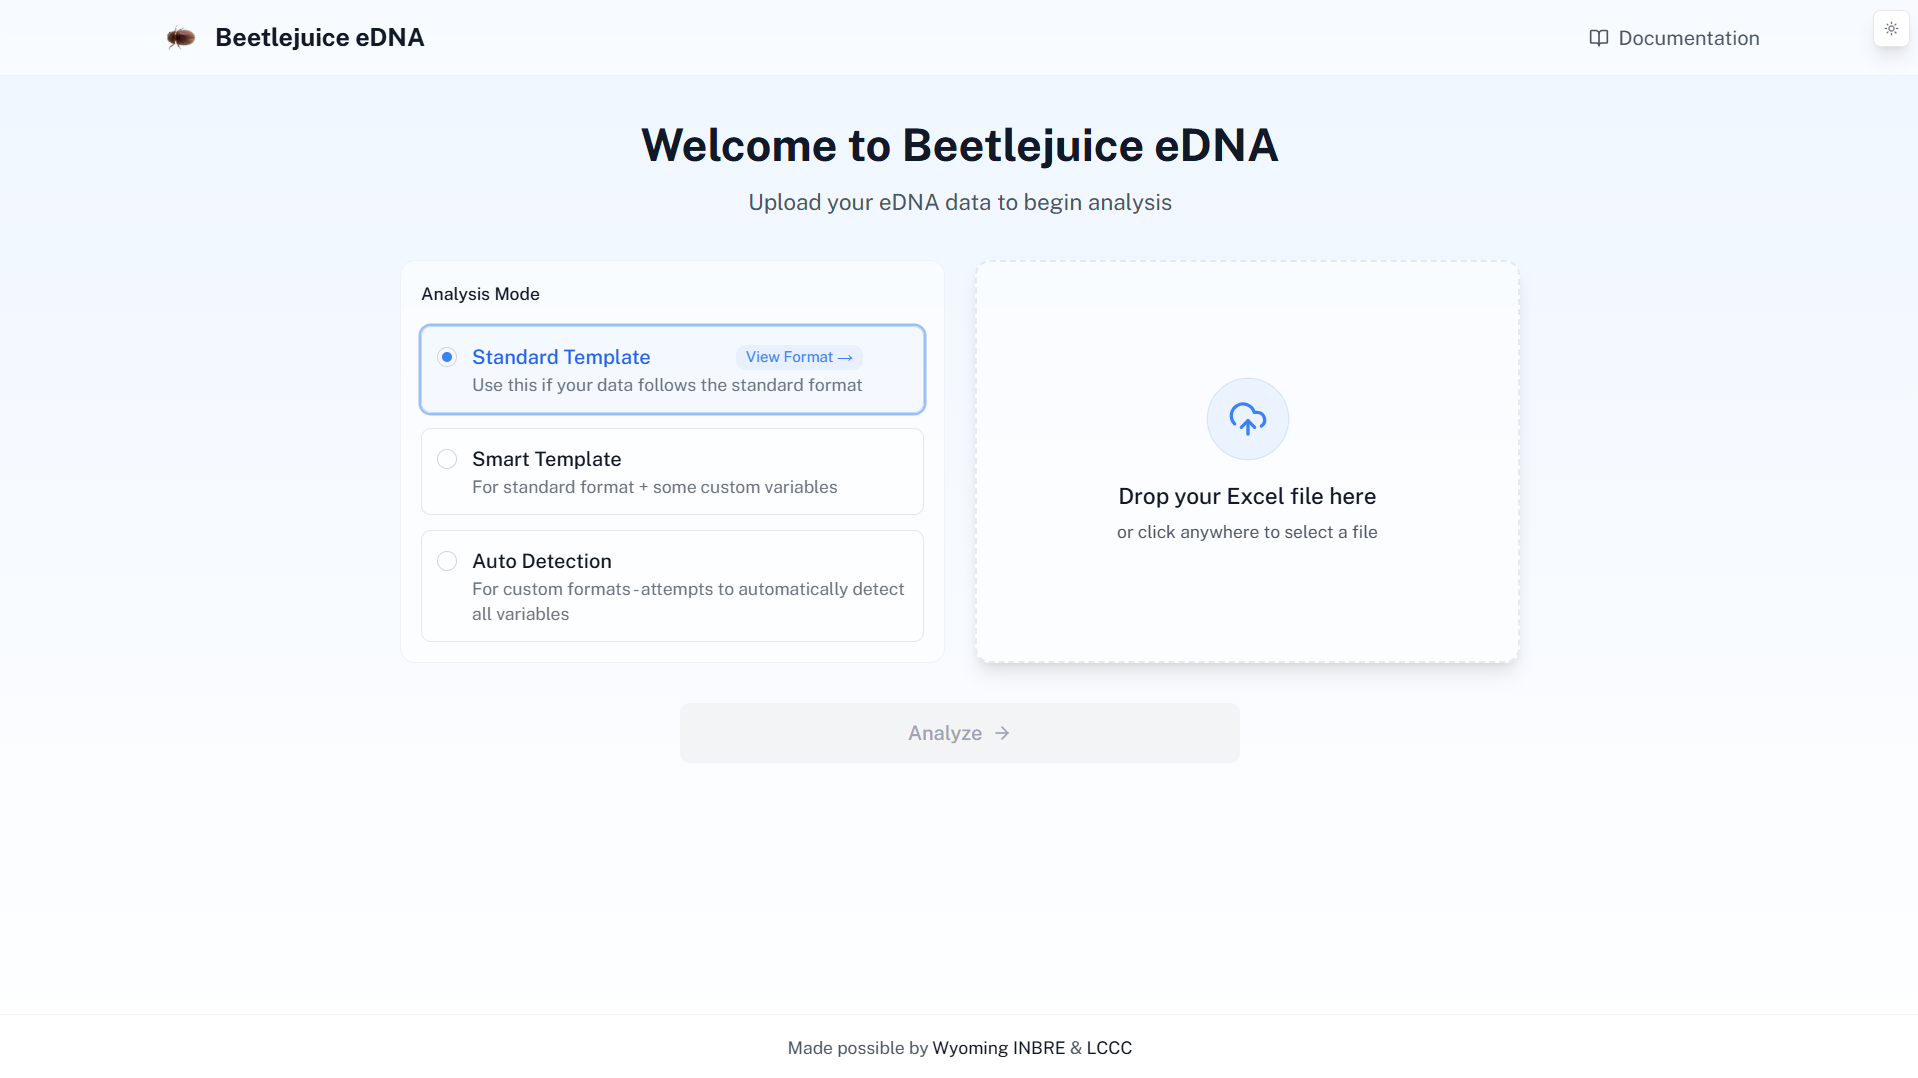 Beetlejuice eDNA
Documentation
Welcome to Beetlejuice eDNA
Upload your eDNA data to begin analysis
Analysis Mode
Standard Template
View Format →
Use this if your data follows the standard format
Smart Template
For standard format + some custom variables
Auto Detection
For custom formats - attempts to automatically detect
all variables
Drop your Excel file here
or click anywhere to select a file
Analyze →
Made possible by Wyoming INBRE & LCCC